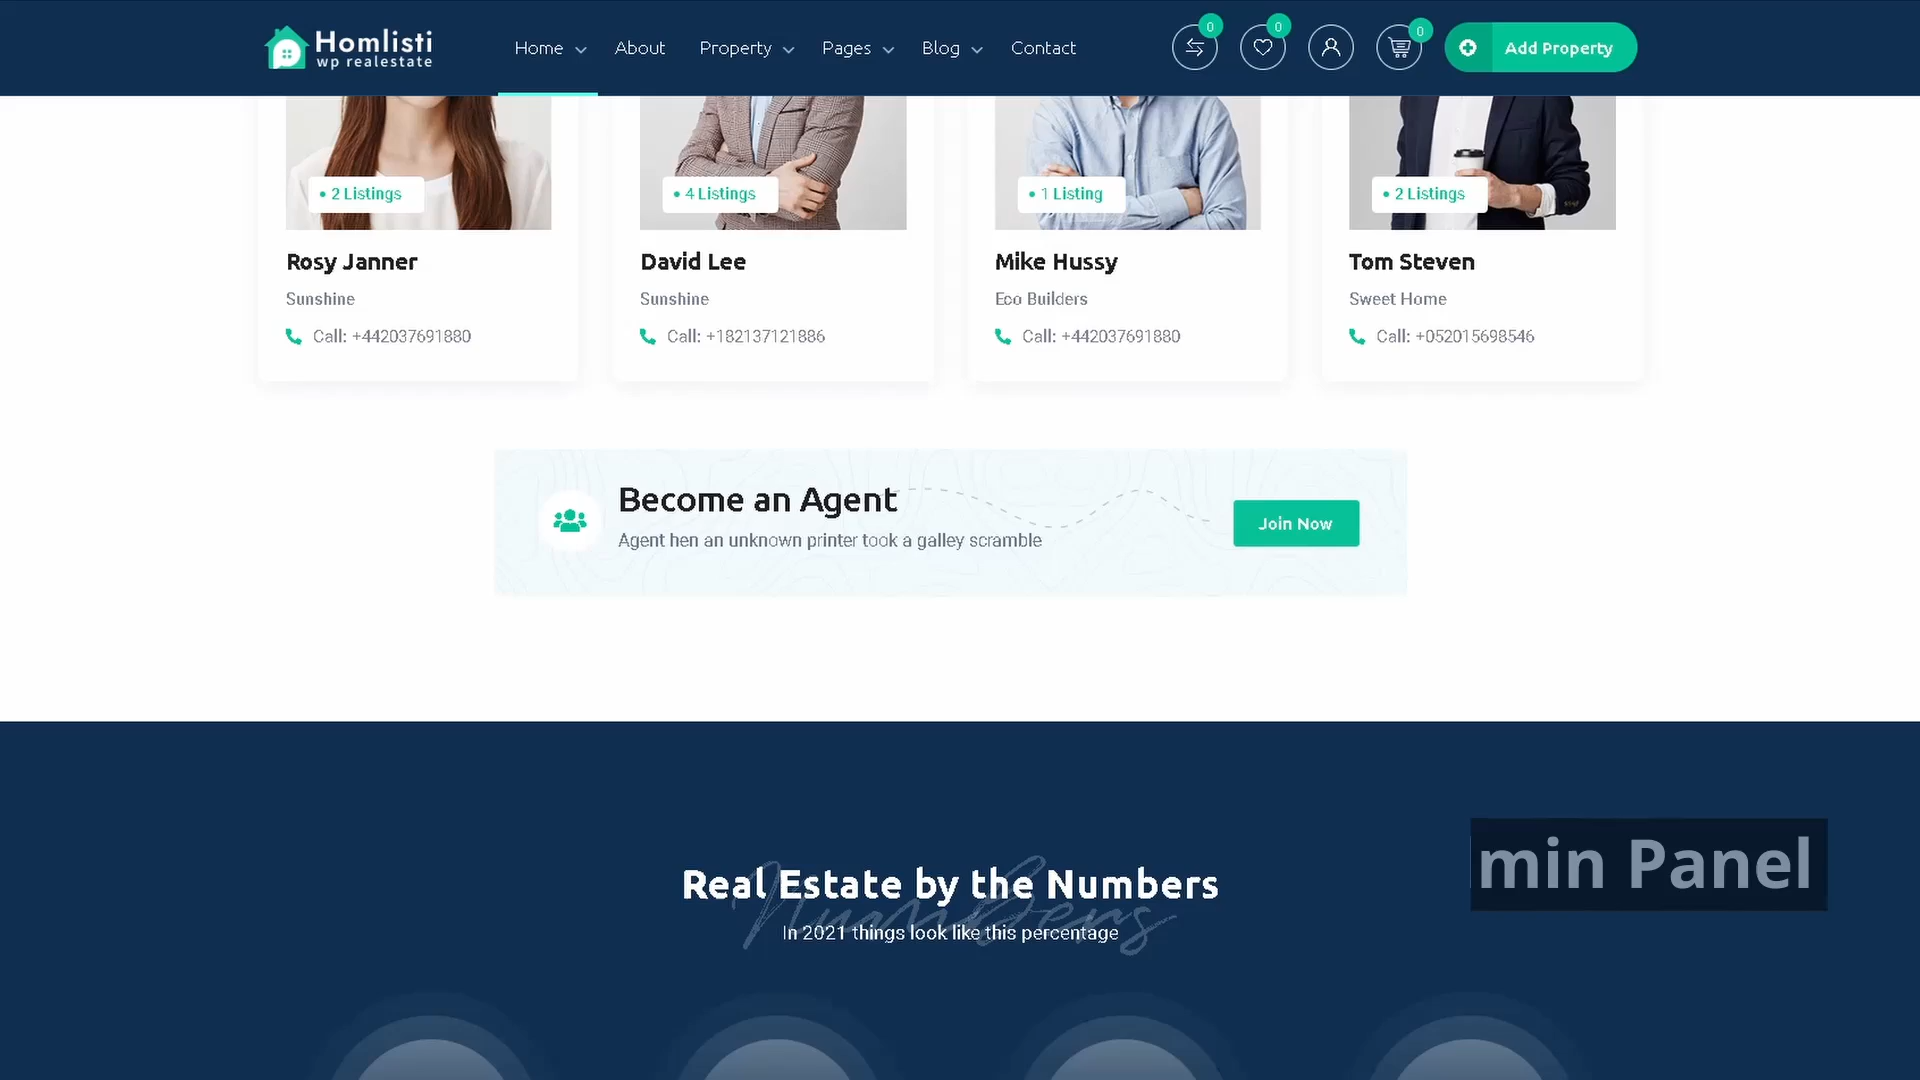 Homlisti
wp realestate
Home
About
Property
Pages
Blog
Contact
0
0
0
Add Property
• 2 Listings
• 4 Listings
• 1 Listing
• 2 Listings
Rosy Janner
Sunshine
Call: +442037691880
David Lee
Sunshine
Call: +182137121886
Mike Hussy
Eco Builders
Call: +442037691880
Tom Steven
Sweet Home
Call: +052015698546
Become an Agent
Agent hen an unknown printer took a galley scramble
Join Now
Numbers
Real Estate by the Numbers
In 2021 things look like this percentage
min Panel